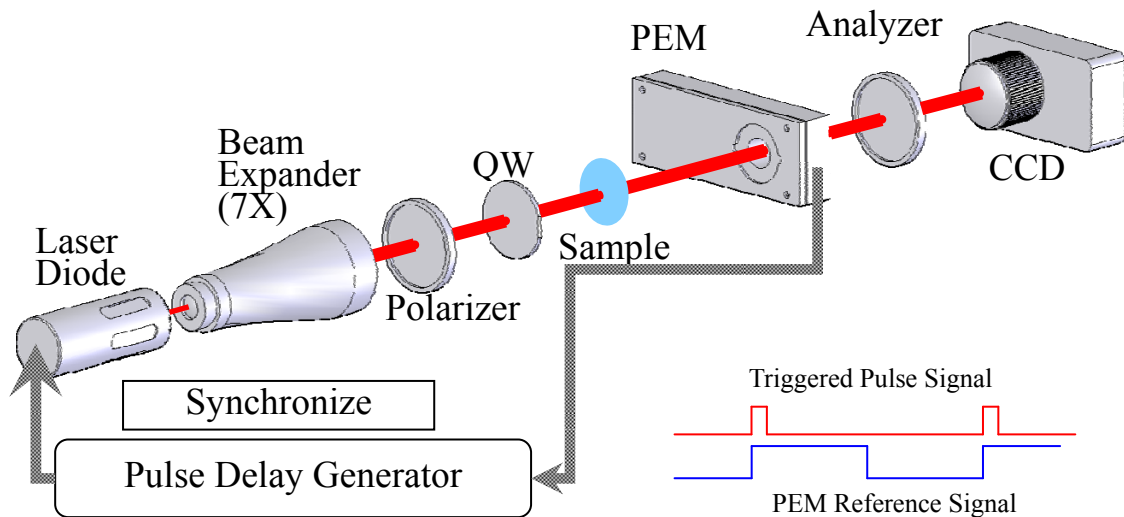 PEM
Analyzer
CCD
Beam
Expander
(7X)
QW
Sample
Laser
Diode
Polarizer
Synchronize
Pulse Delay Generator
Triggered Pulse Signal
PEM Reference Signal